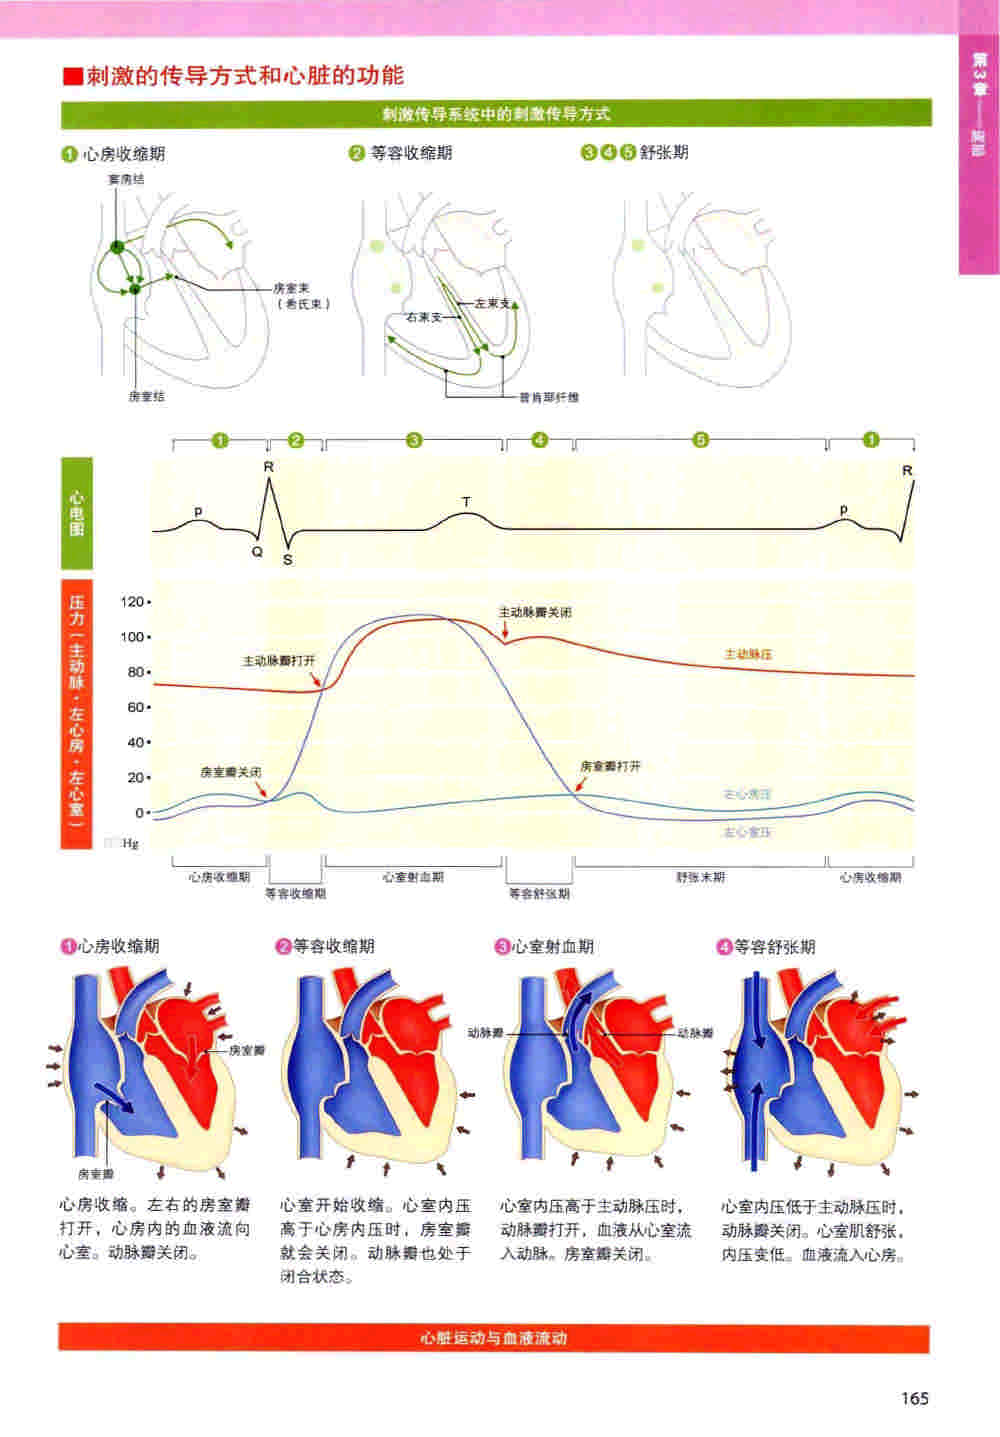 第3章——胸部
■刺激的传导方式和心脏的功能
刺激传导系统中的刺激传导方式
① 心房收缩期
② 等容收缩期
③④⑤ 舒张期
窦房结
房室束
（希氏束）
房室结
左束支
右束支
普肯耶纤维
① ② ③ ④ ⑤ ①
心电图
P
Q
R
S
T
P
R
压力（主动脉·左心房·左心室）
120
100
80
60
40
20
0
Hg
主动脉瓣打开
主动脉瓣关闭
房室瓣关闭
房室瓣打开
主动脉压
左心房压
左心室压
心房收缩期
等容收缩期
心室射血期
等容舒张期
舒张末期
心房收缩期
①心房收缩期
房室瓣
房室瓣
心房收缩。左右的房室瓣
打开，心房内的血液流向
心室。动脉瓣关闭。
②等容收缩期
心室开始收缩。心室内压
高于心房内压时，房室瓣
就会关闭。动脉瓣也处于
闭合状态。
③心室射血期
动脉瓣
动脉瓣
心室内压高于主动脉压时，
动脉瓣打开，血液从心室流
入动脉。房室瓣关闭。
④等容舒张期
心室内压低于主动脉压时，
动脉瓣关闭。心室肌舒张，
内压变低。血液流入心房。
心脏运动与血液流动
165